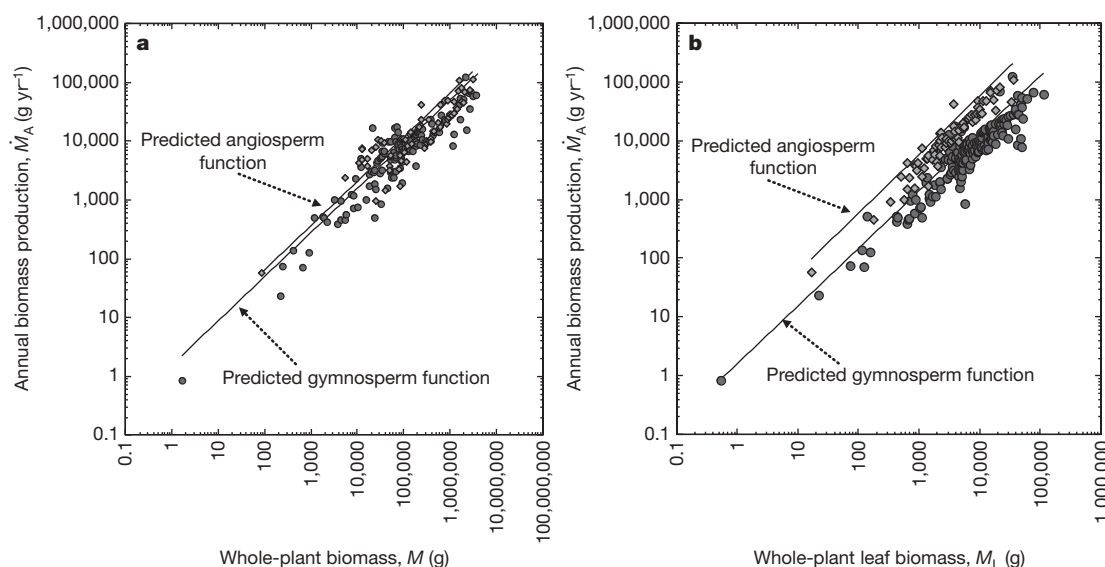 1,000,000
100,000
10,000
1,000
100
10
1
0.1
Annual biomass production, Ṁ_A (g yr⁻¹)
a
Predicted angiosperm
function
Predicted gymnosperm function
0.1
1
10
100
1,000
10,000
100,000
1,000,000
10,000,000
100,000,000
Whole-plant biomass, M (g)
1,000,000
100,000
10,000
1,000
100
10
1
0.1
Annual biomass production, Ṁ_A (g yr⁻¹)
b
Predicted angiosperm
function
Predicted gymnosperm function
0.1
1
10
100
1,000
10,000
100,000
1 000,000
Whole-plant leaf biomass, M_L (g)